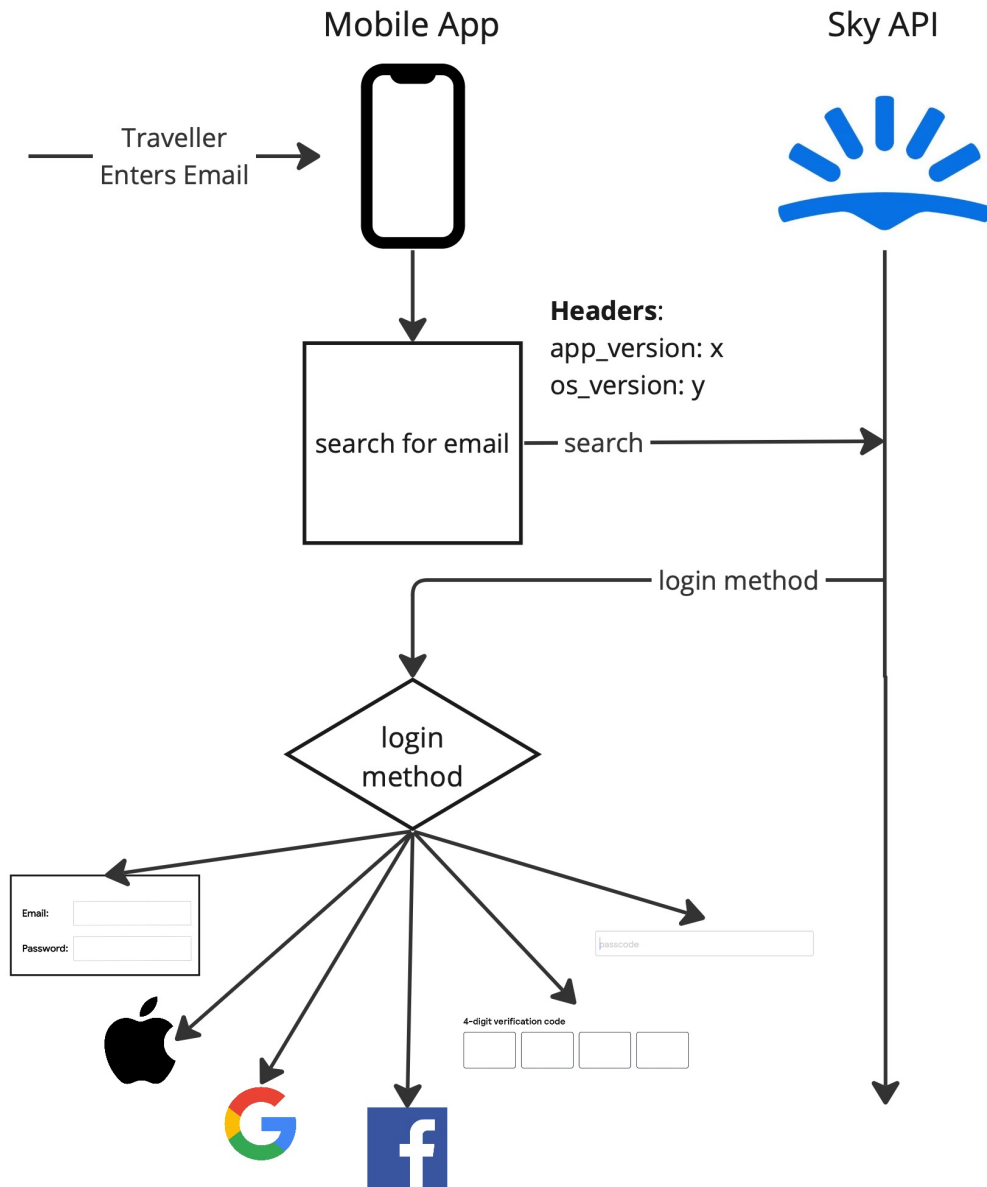 Mobile App
Sky API
Traveller
Enters Email
Headers:
app_version: x
os_version: y
search for email
search
login method
login
method
Email:
Password:
passcode
4-digit verification code